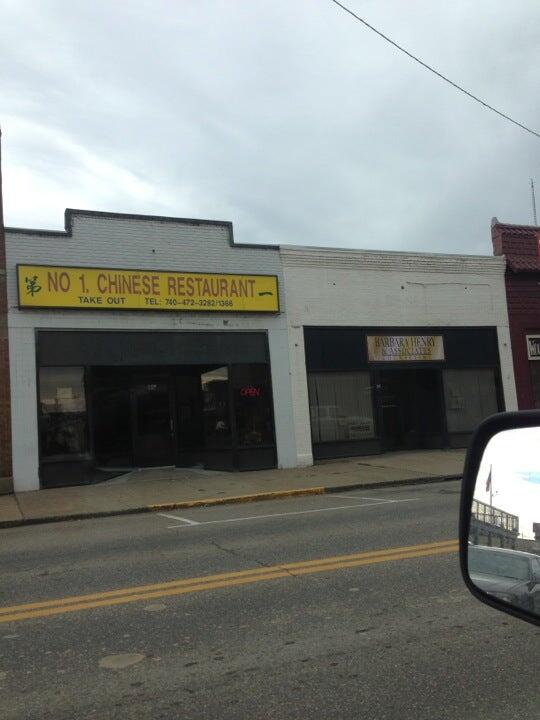 第 NO 1. CHINESE RESTAURANT 一
TAKE OUT TEL: 740-472-3282/1366
OPEN
BARBARA HENRY
& ASSOCIATES